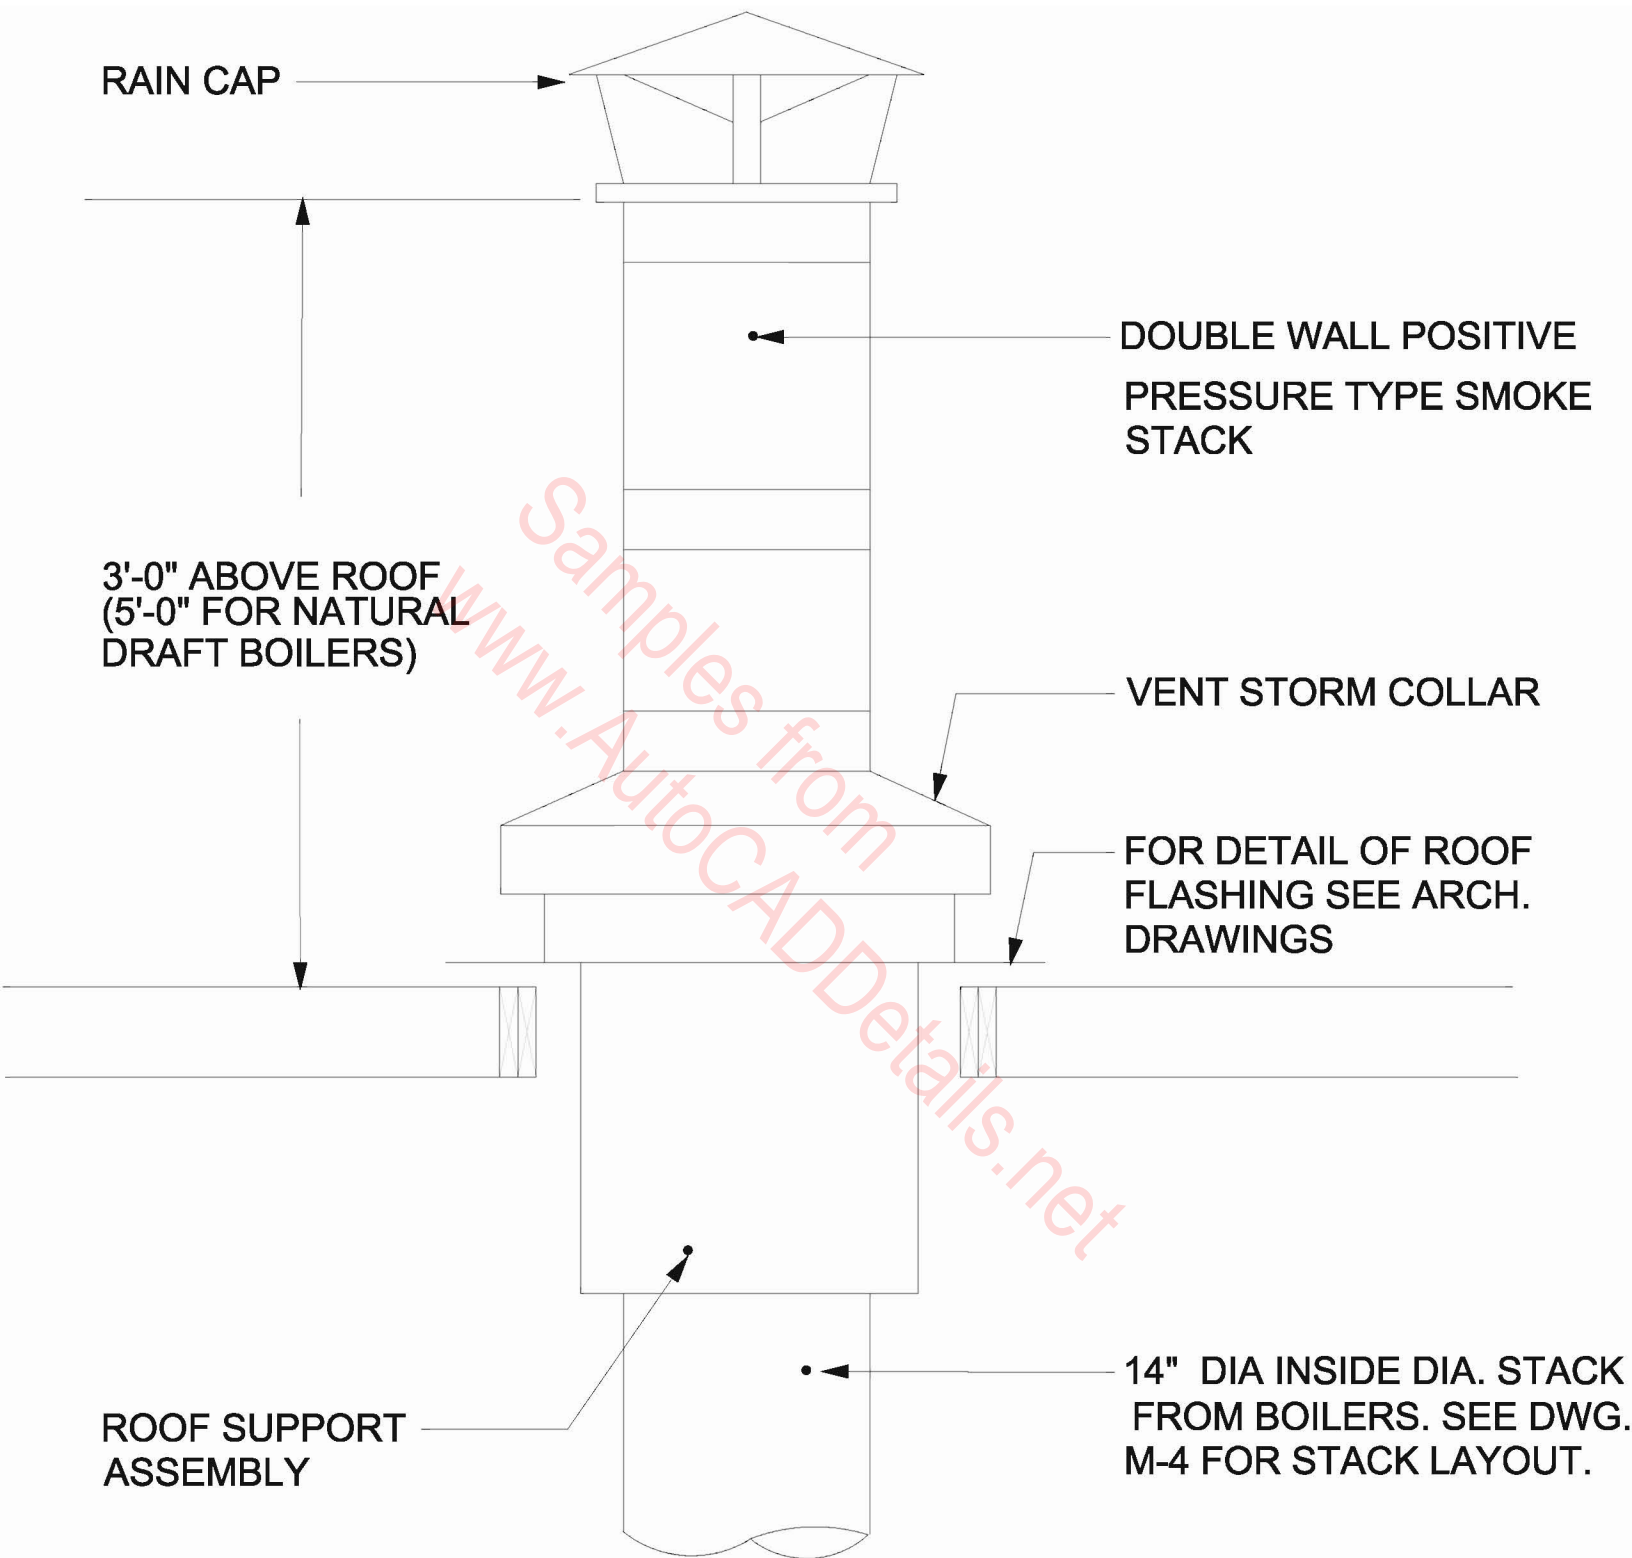 RAIN CAP
DOUBLE WALL POSITIVE
PRESSURE TYPE SMOKE
STACK
3'-0" ABOVE ROOF
(5'-0" FOR NATURAL
DRAFT BOILERS)
VENT STORM COLLAR
FOR DETAIL OF ROOF
FLASHING SEE ARCH.
DRAWINGS
ROOF SUPPORT
ASSEMBLY
14" DIA INSIDE DIA. STACK
FROM BOILERS. SEE DWG.
M-4 FOR STACK LAYOUT.
Samples from
www.AutoCADDetails.net